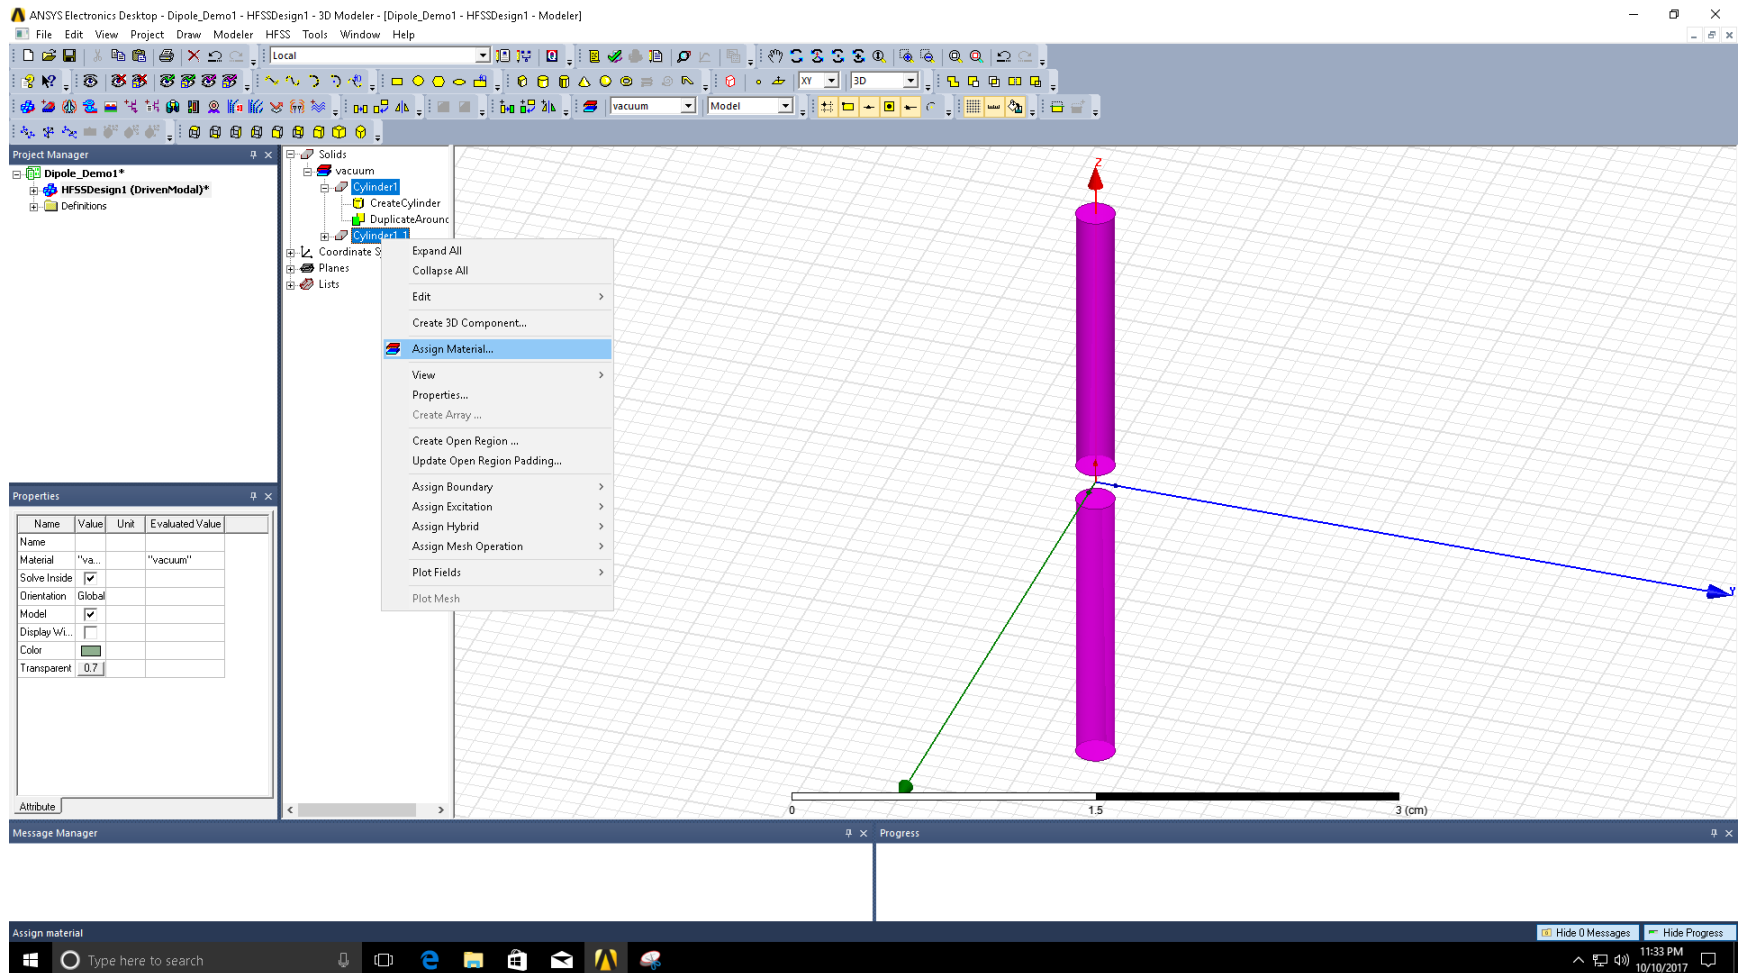 ANSYS Electronics Desktop - Dipole_Demo1 - HFSSDesign1 - 3D Modeler - [Dipole_Demo1 - HFSSDesign1 - Modeler]
File Edit View Project Draw Modeler HFSS Tools Window Help
Local
XY 3D
vacuum Model
Project Manager
Dipole_Demo1*
HFSSDesign1 (DrivenModal)*
Definitions
Solids
vacuum
Cylinder1
CreateCylinder
DuplicateAround
Cylinder1_1
Coordinate Sy
Planes
Lists
Expand All
Collapse All
Edit
Create 3D Component...
Assign Material...
View
Properties...
Create Array ...
Create Open Region ...
Update Open Region Padding...
Assign Boundary
Assign Excitation
Assign Hybrid
Assign Mesh Operation
Plot Fields
Plot Mesh
Z
Y
0 1.5 3 (cm)
Properties
Name Value Unit Evaluated Value
Name
Material "va... "vacuum"
Solve Inside
Orientation Global
Model
Display Wi...
Color
Transparent 0.7
Attribute
Message Manager
Progress
Assign material
Hide 0 Messages Hide Progress
Type here to search
11:33 PM
10/10/2017